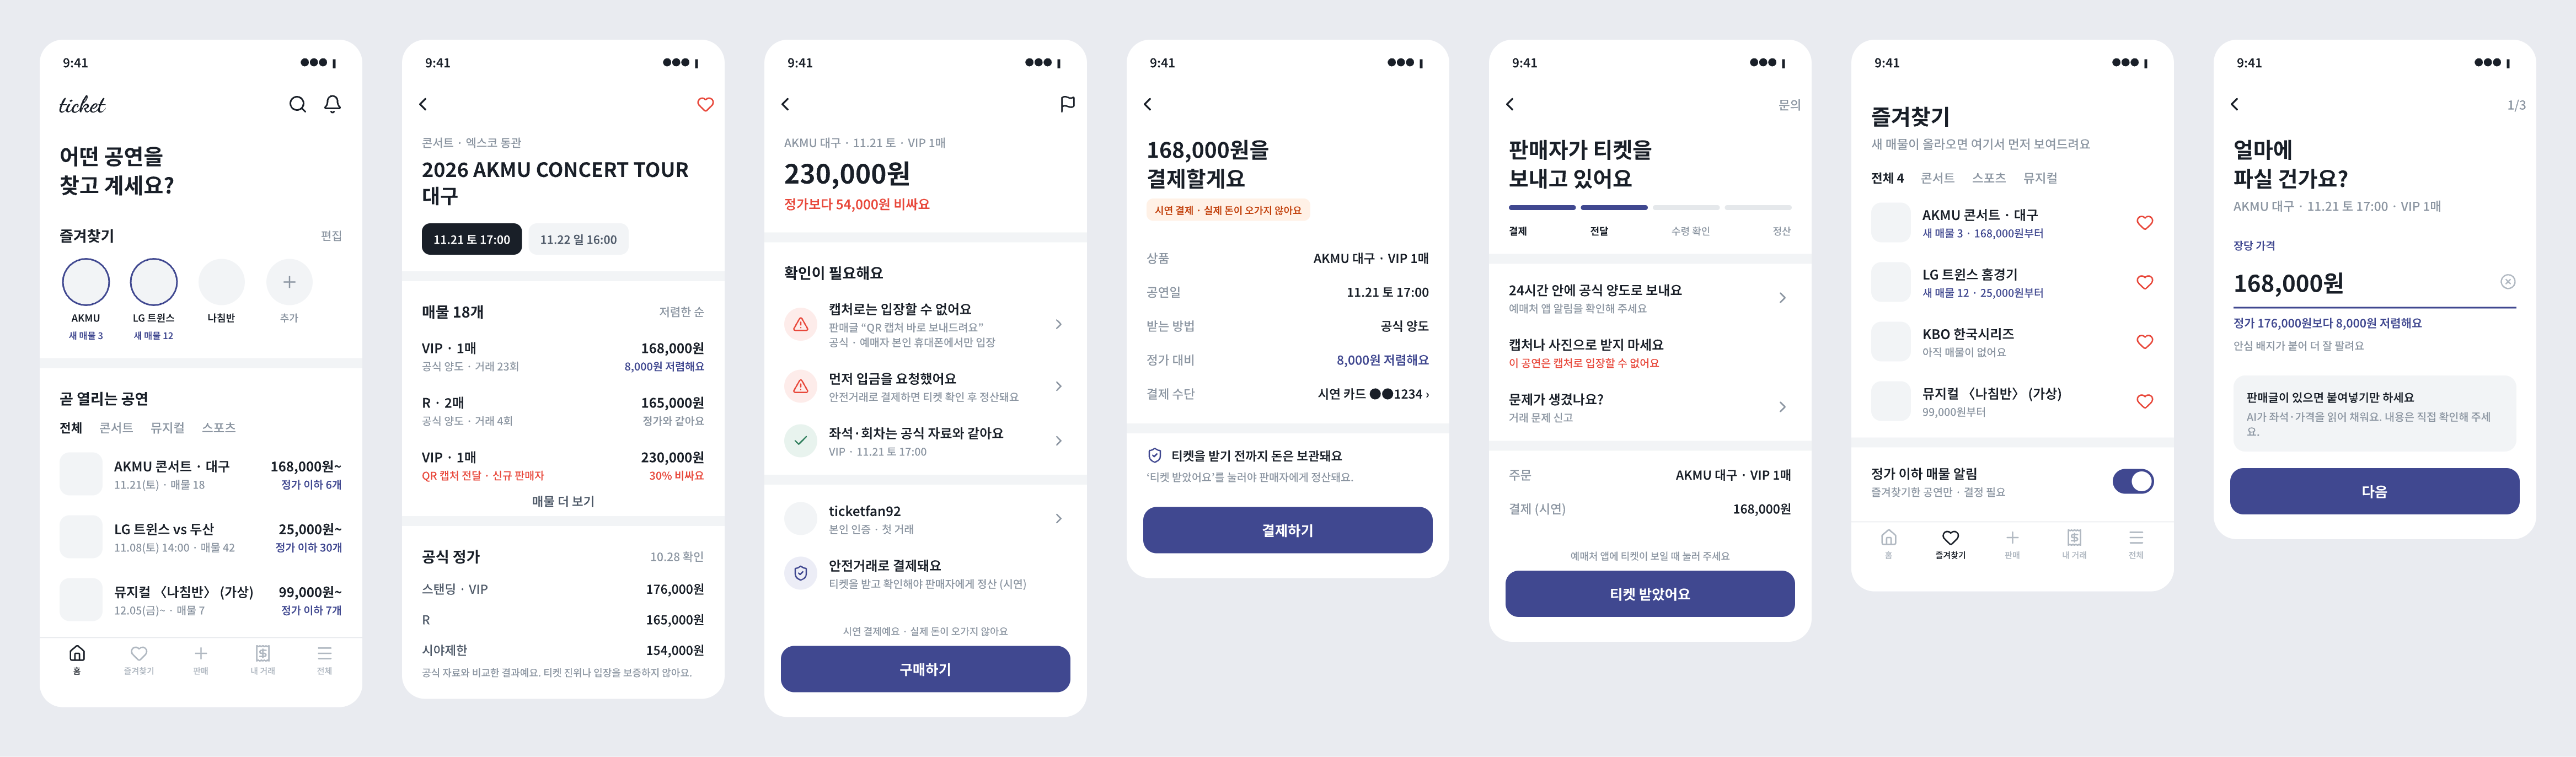 9:41
ticket
어떤 공연을
찾고 계세요?
즐겨찾기
편집
AKMU
LG 트윈스
나침반
추가
새 매물 3
새 매물 12
곧 열리는 공연
전체 콘서트 뮤지컬 스포츠
AKMU 콘서트 · 대구
168,000원~
11.21(토) · 매물 18
정가 이하 6개
LG 트윈스 vs 두산
25,000원~
11.08(토) 14:00 · 매물 42
정가 이하 30개
뮤지컬 〈나침반〉 (가상)
99,000원~
12.05(금)~ · 매물 7
정가 이하 7개
홈 즐겨찾기 판매 내 거래 전체
9:41
콘서트 · 엑스코 동관
2026 AKMU CONCERT TOUR
대구
11.21 토 17:00
11.22 일 16:00
매물 18개
저렴한 순
VIP · 1매
168,000원
공식 양도 · 거래 23회
8,000원 저렴해요
R · 2매
165,000원
공식 양도 · 거래 4회
정가와 같아요
VIP · 1매
230,000원
QR 캡처 전달 · 신규 판매자
30% 비싸요
매물 더 보기
공식 정가
10.28 확인
스탠딩 · VIP
176,000원
R
165,000원
시야제한
154,000원
공식 자료와 비교한 결과예요. 티켓 진위나 입장을 보증하지 않아요.
9:41
AKMU 대구 · 11.21 토 · VIP 1매
230,000원
정가보다 54,000원 비싸요
확인이 필요해요
캡처로는 입장할 수 없어요
판매글 “QR 캡처 바로 보내드려요”
공식 · 예매자 본인 휴대폰에서만 입장
먼저 입금을 요청했어요
안전거래로 결제하면 티켓 확인 후 정산돼요
좌석·회차는 공식 자료와 같아요
VIP · 11.21 토 17:00
ticketfan92
본인 인증 · 첫 거래
안전거래로 결제돼요
티켓을 받고 확인해야 판매자에게 정산 (시연)
시연 결제예요 · 실제 돈이 오가지 않아요
구매하기
9:41
168,000원을
결제할게요
시연 결제 · 실제 돈이 오가지 않아요
상품
AKMU 대구 · VIP 1매
공연일
11.21 토 17:00
받는 방법
공식 양도
정가 대비
8,000원 저렴해요
결제 수단
시연 카드 ●●1234 ›
티켓을 받기 전까지 돈은 보관돼요
‘티켓 받았어요’를 눌러야 판매자에게 정산돼요.
결제하기
9:41
문의
판매자가 티켓을
보내고 있어요
결제 전달 수령 확인 정산
24시간 안에 공식 양도로 보내요
예매처 앱 알림을 확인해 주세요
캡처나 사진으로 받지 마세요
이 공연은 캡처로 입장할 수 없어요
문제가 생겼나요?
거래 문제 신고
주문
AKMU 대구 · VIP 1매
결제 (시연)
168,000원
예매처 앱에 티켓이 보일 때 눌러 주세요
티켓 받았어요
9:41
즐겨찾기
새 매물이 올라오면 여기서 먼저 보여드려요
전체 4 콘서트 스포츠 뮤지컬
AKMU 콘서트 · 대구
새 매물 3 · 168,000원부터
LG 트윈스 홈경기
새 매물 12 · 25,000원부터
KBO 한국시리즈
아직 매물이 없어요
뮤지컬 〈나침반〉 (가상)
99,000원부터
정가 이하 매물 알림
즐겨찾기한 공연만 · 결정 필요
홈 즐겨찾기 판매 내 거래 전체
9:41
1/3
얼마에
파실 건가요?
AKMU 대구 · 11.21 토 17:00 · VIP 1매
장당 가격
168,000원
정가 176,000원보다 8,000원 저렴해요
안심 배지가 붙어 더 잘 팔려요
판매글이 있으면 붙여넣기만 하세요
AI가 좌석·가격을 읽어 채워요. 내용은 직접 확인해 주세
요.
다음